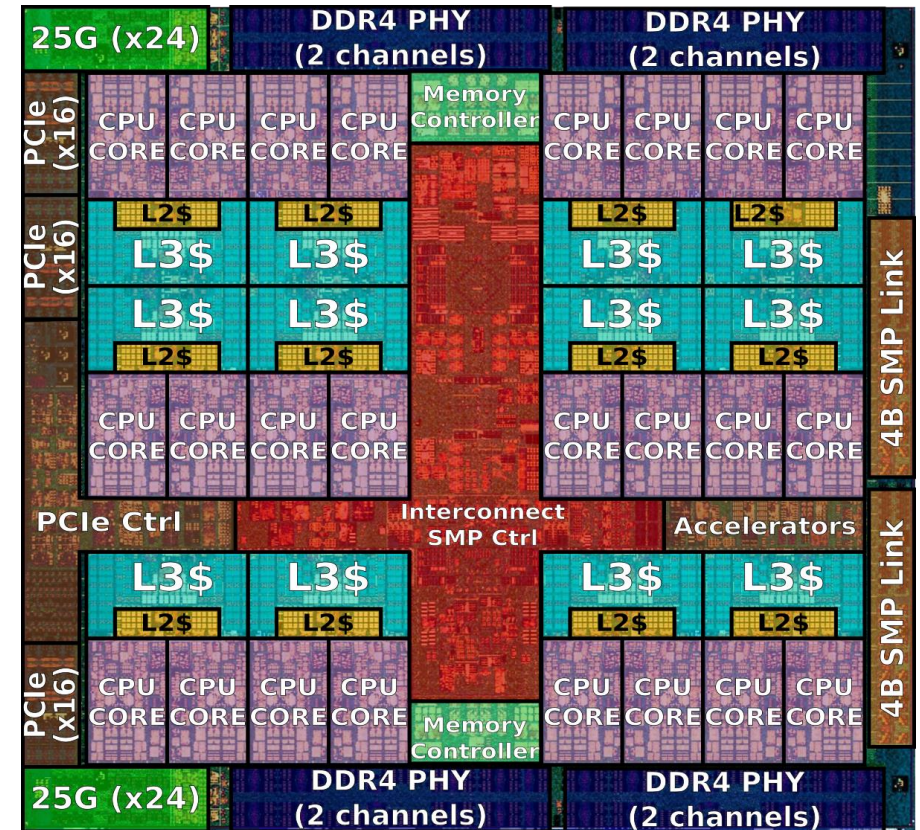 25G (x24)
DDR4 PHY
(2 channels)
DDR4 PHY
(2 channels)
PCIe
(x16)
CPU
CORE
CPU
CORE
CPU
CORE
CPU
CORE
Memory
Controller
CPU
CORE
CPU
CORE
CPU
CORE
CPU
CORE
PCIe
(x16)
L2$
L3$
L2$
L3$
L2$
L3$
L2$
L3$
L3$
L2$
L3$
L2$
L3$
L2$
L3$
L2$
4B SMP Link
CPU
CORE
CPU
CORE
CPU
CORE
CPU
CORE
CPU
CORE
CPU
CORE
CPU
CORE
CPU
CORE
PCIe Ctrl
Interconnect
SMP Ctrl
Accelerators
L3$
L2$
L3$
L2$
L3$
L2$
L3$
L2$
4B SMP Link
PCIe
(x16)
CPU
CORE
CPU
CORE
CPU
CORE
CPU
CORE
Memory
Controller
CPU
CORE
CPU
CORE
CPU
CORE
CPU
CORE
25G (x24)
DDR4 PHY
(2 channels)
DDR4 PHY
(2 channels)